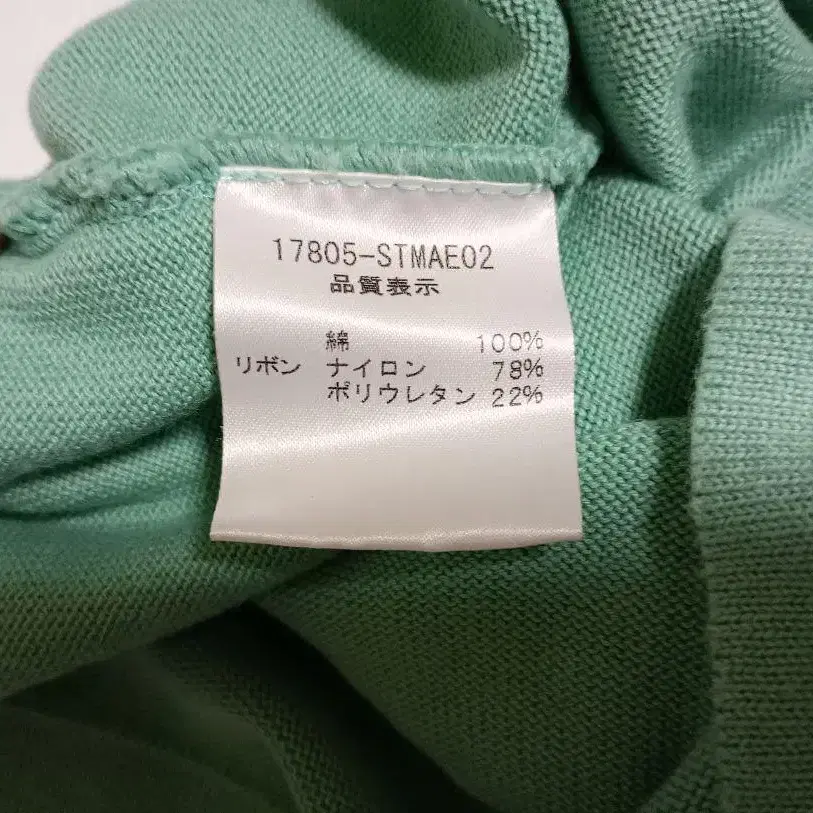 17805-STMAE02
品質表示
綿 100%
リボン ナイロン 78%
ポリウレタン 22%